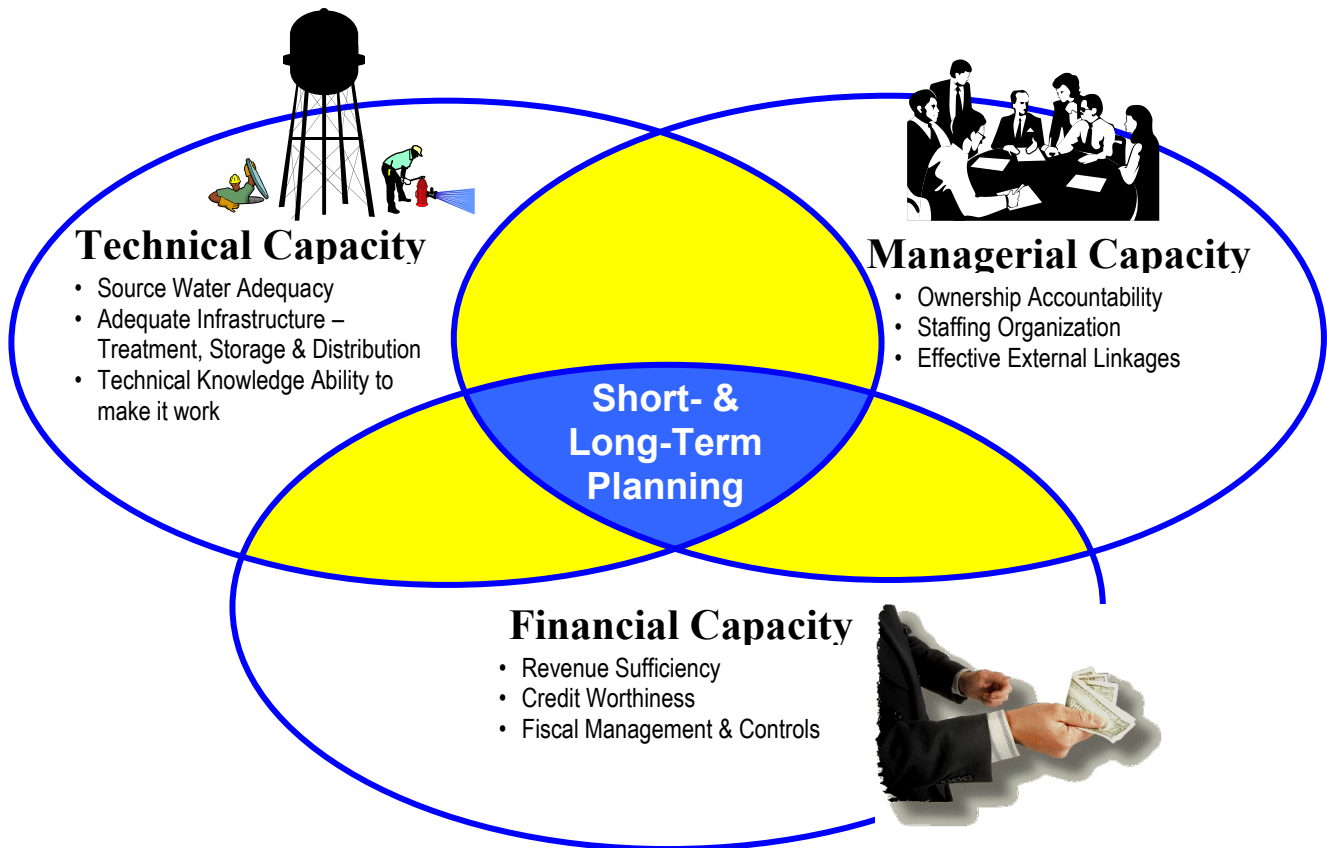 Technical Capacity
• Source Water Adequacy
• Adequate Infrastructure –
Treatment, Storage & Distribution
• Technical Knowledge Ability to
make it work
Managerial Capacity
• Ownership Accountability
• Staffing Organization
• Effective External Linkages
Short- &
Long-Term
Planning
Financial Capacity
• Revenue Sufficiency
• Credit Worthiness
• Fiscal Management & Controls